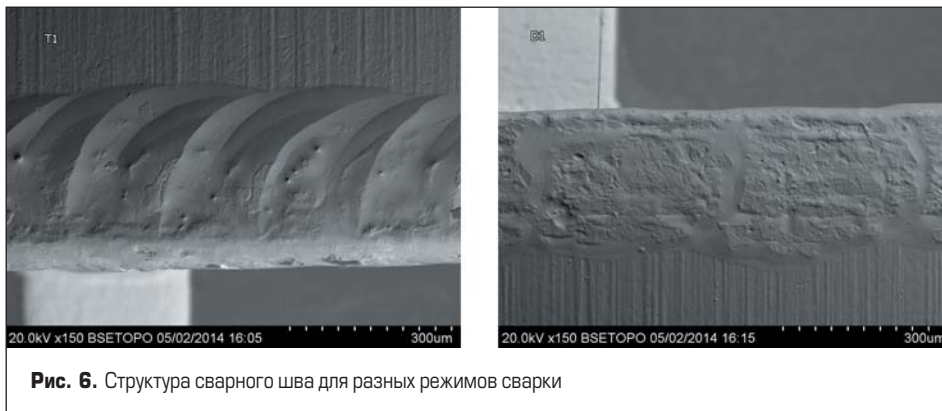 T1
D1
20.0kV x150 BSETOPO 05/02/2014 16:05 300um
20.0kV x150 BSETOPO 05/02/2014 16:15 300um
Рис. 6. Структура сварного шва для разных режимов сварки